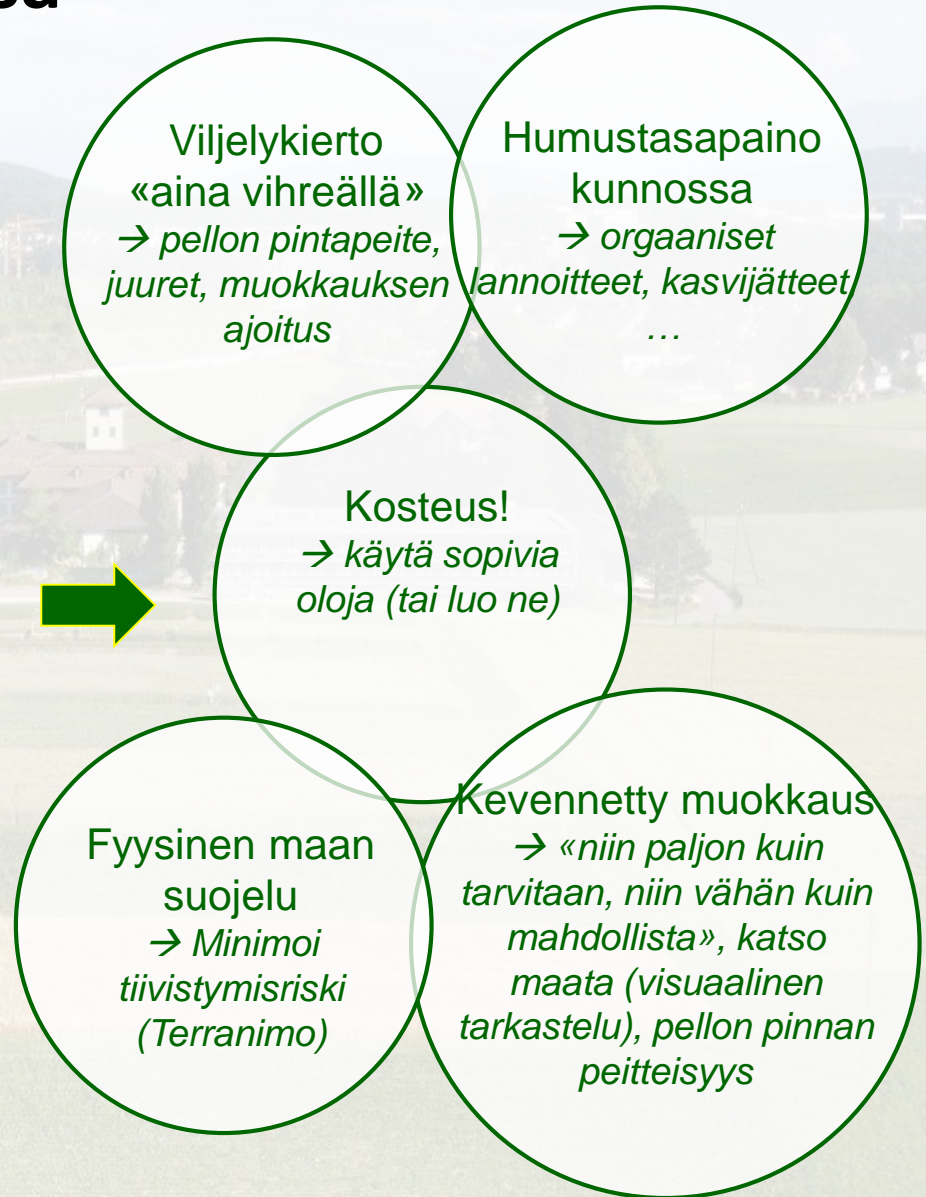 Viljelykierto
«aina vihreällä»
→ pellon pintapeite,
juuret, muokkauksen
ajoitus
Humustasapaino
kunnossa
→ orgaaniset
lannoitteet, kasvijätteet,
…
Kosteus!
→ käytä sopivia
oloja (tai luo ne)
Fyysinen maan
suojelu
→ Minimoi
tiivistymisriski
(Terranimo)
Kevennetty muokkaus
→ «niin paljon kuin
tarvitaan, niin vähän kuin
mahdollista», katso
maata (visuaalinen
tarkastelu), pellon pinnan
peitteisyys